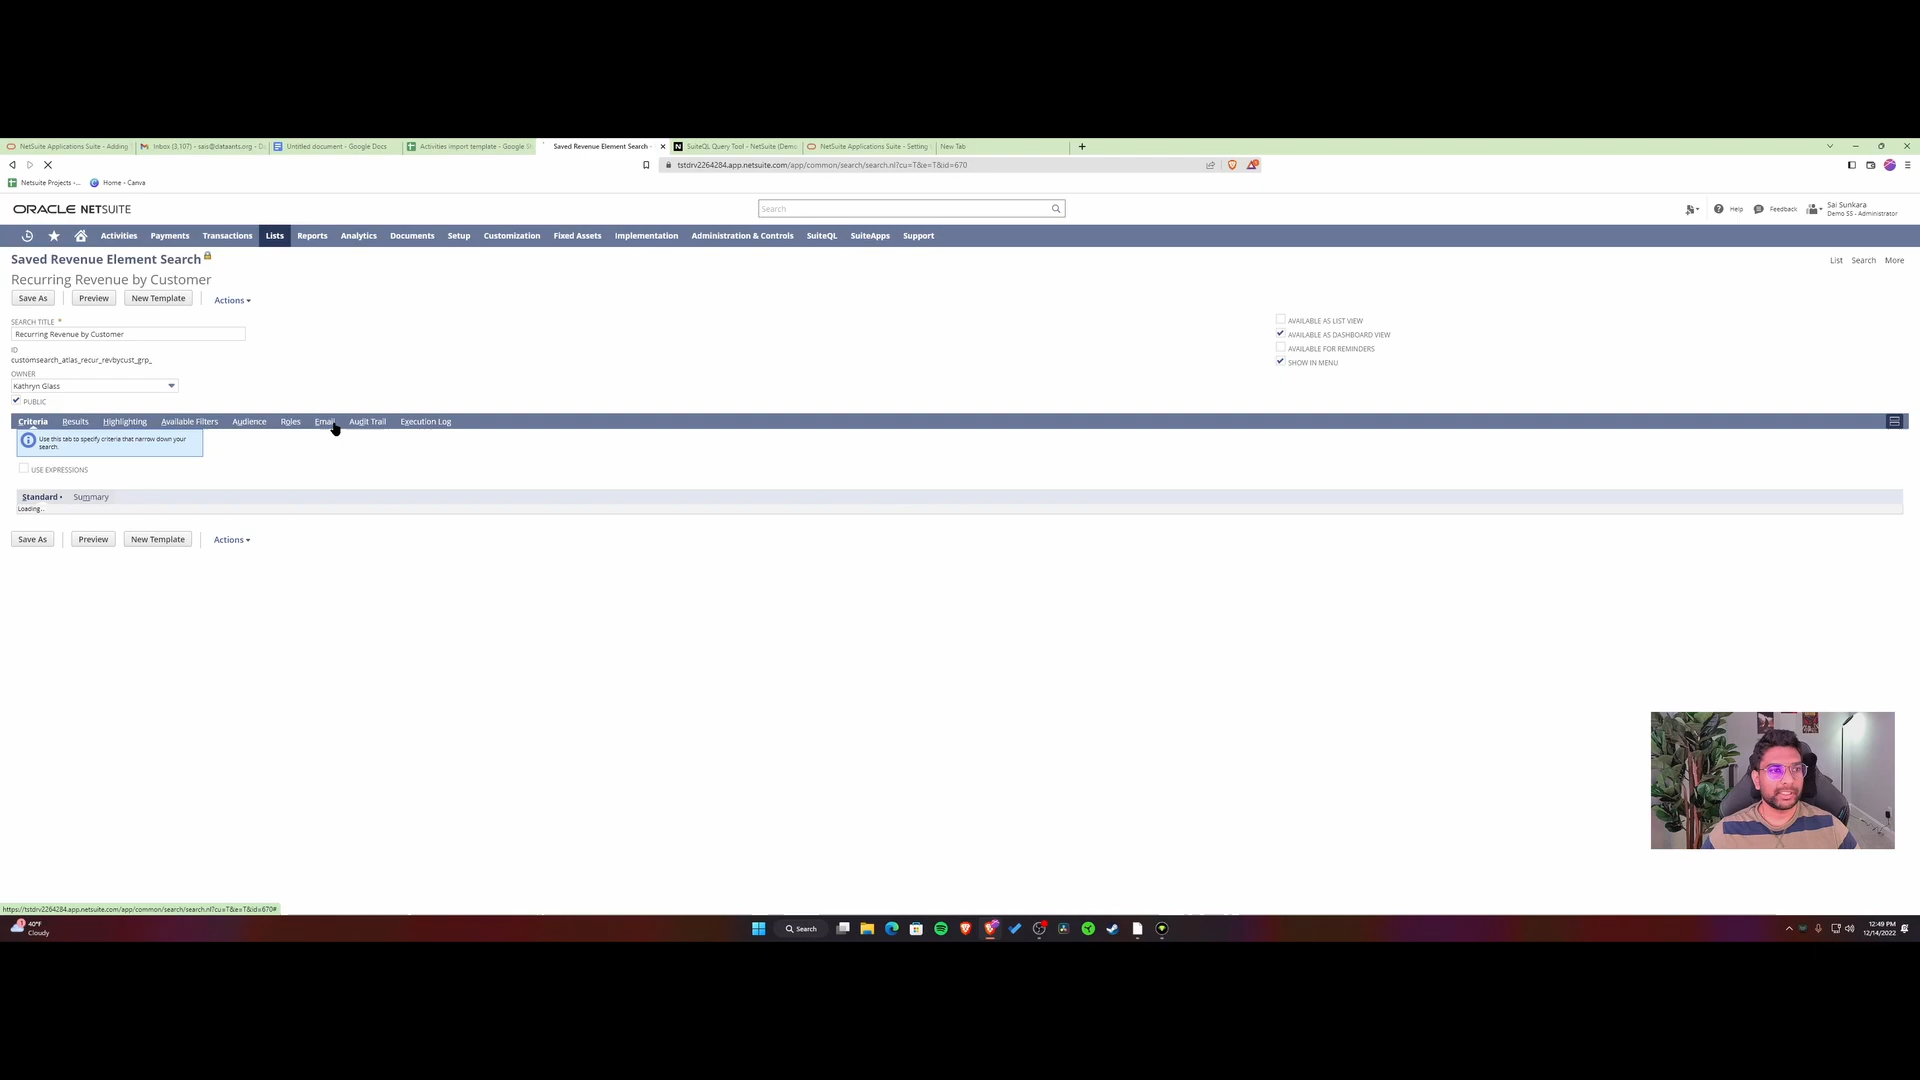 NetSuite Applications Suite - Adding
Inbox (3,107) - sais@dataants.org - D
Untitled document - Google Docs
Activities import template - Google S
Saved Revenue Element Search -
SuiteQL Query Tool - NetSuite (Demo
NetSuite Applications Suite - Setting
New Tab
tstdrv2264284.app.netsuite.com/app/common/search/search.nl?cu=T&e=T&id=670
Netsuite Projects -...
Home - Canva
ORACLE NETSUITE
Search
Help
Feedback
Sai Sunkara
Demo SS - Administrator
Activities Payments Transactions Lists Reports Analytics Documents Setup Customization Fixed Assets Implementation Administration & Controls SuiteQL SuiteApps Support
Saved Revenue Element Search
List Search More
Recurring Revenue by Customer
Save As Preview New Template Actions
SEARCH TITLE *
Recurring Revenue by Customer
ID
customsearch_atlas_recur_revbycust_grp_
OWNER
Kathryn Glass
PUBLIC
AVAILABLE AS LIST VIEW
AVAILABLE AS DASHBOARD VIEW
AVAILABLE FOR REMINDERS
SHOW IN MENU
Criteria Results Highlighting Available Filters Audience Roles Email Audit Trail Execution Log
Use this tab to specify criteria that narrow down your
search.
USE EXPRESSIONS
Standard • Summary
Loading..
Save As Preview New Template Actions
https://tstdrv2264284.app.netsuite.com/app/common/search/search.nl?cu=T&e=T&id=670#
40°F
Cloudy
Search
12:49 PM
12/14/2022